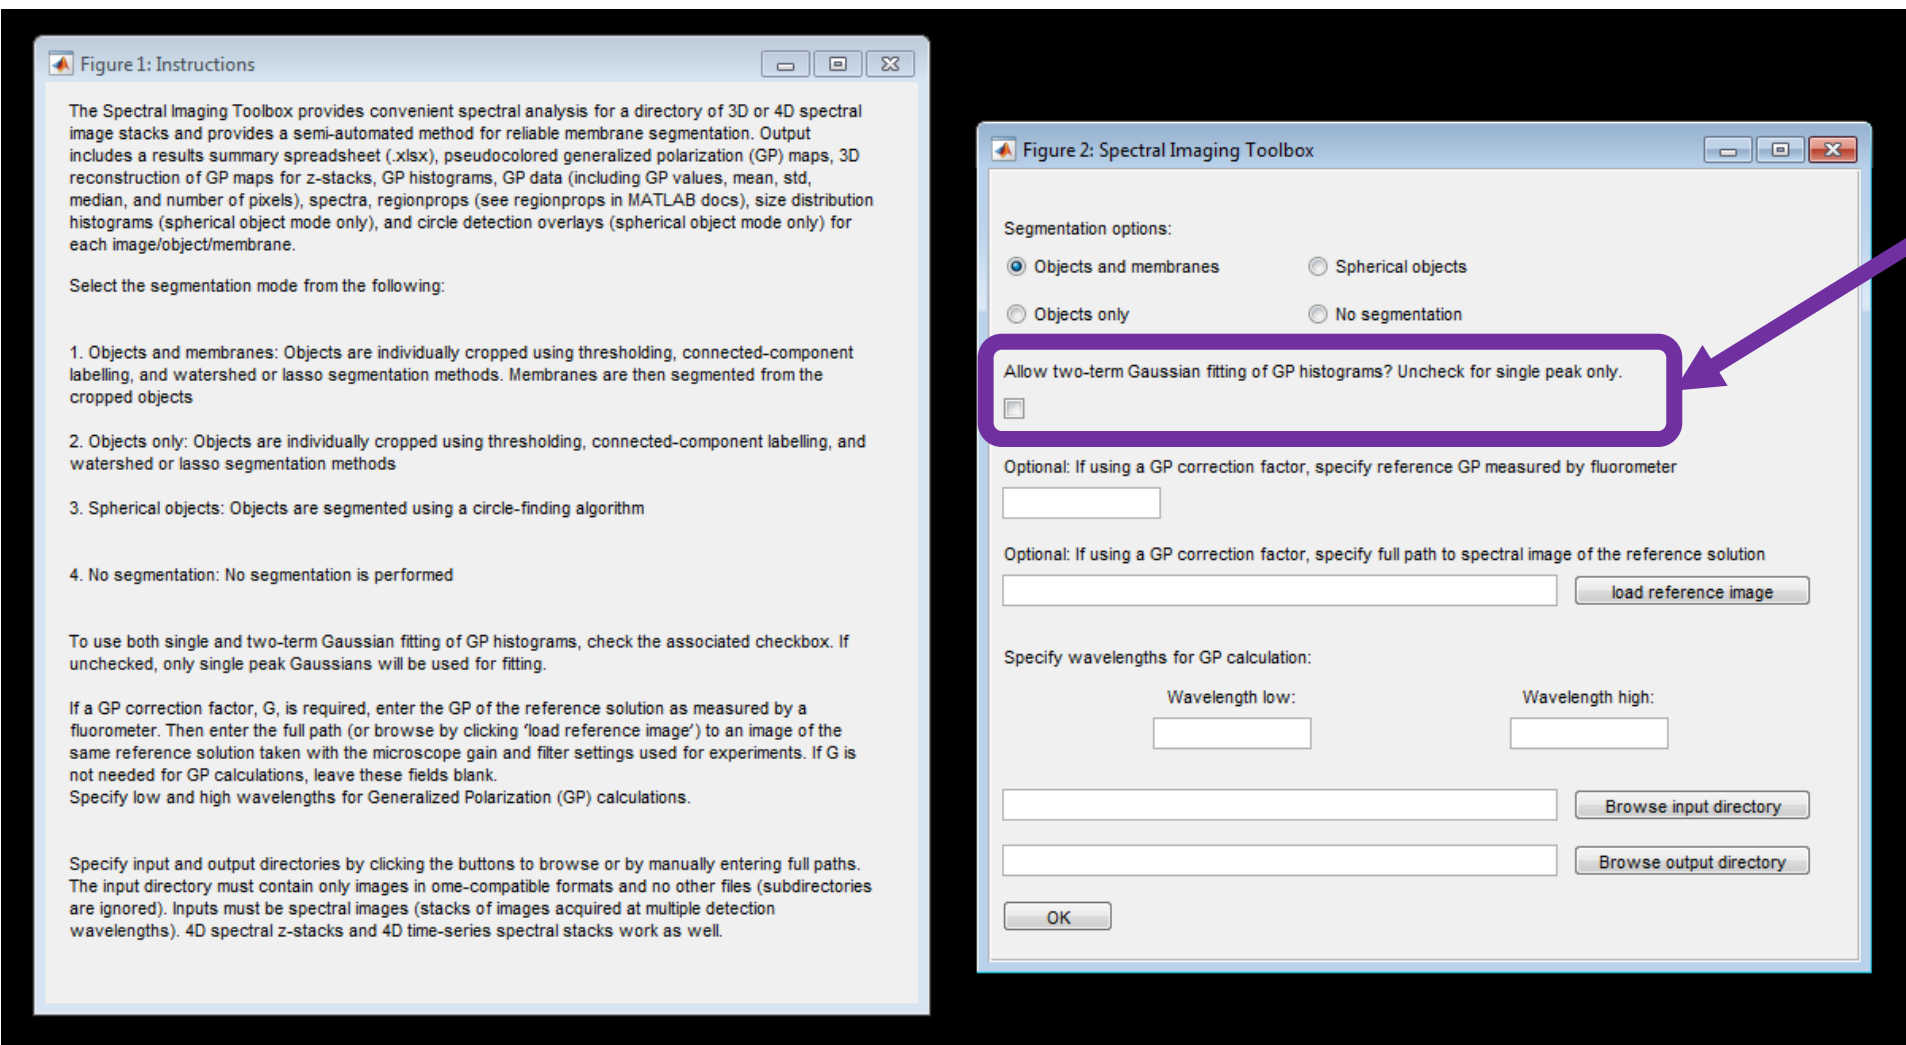 Figure 1: Instructions
The Spectral Imaging Toolbox provides convenient spectral analysis for a directory of 3D or 4D spectral
image stacks and provides a semi-automated method for reliable membrane segmentation. Output
includes a results summary spreadsheet (.xlsx), pseudocolored generalized polarization (GP) maps, 3D
reconstruction of GP maps for z-stacks, GP histograms, GP data (including GP values, mean, std,
median, and number of pixels), spectra, regionprops (see regionprops in MATLAB docs), size distribution
histograms (spherical object mode only), and circle detection overlays (spherical object mode only) for
each image/object/membrane.
Select the segmentation mode from the following:
1. Objects and membranes: Objects are individually cropped using thresholding, connected-component
labelling, and watershed or lasso segmentation methods. Membranes are then segmented from the
cropped objects
2. Objects only: Objects are individually cropped using thresholding, connected-component labelling, and
watershed or lasso segmentation methods
3. Spherical objects: Objects are segmented using a circle-finding algorithm
4. No segmentation: No segmentation is performed
To use both single and two-term Gaussian fitting of GP histograms, check the associated checkbox. If
unchecked, only single peak Gaussians will be used for fitting.
If a GP correction factor, G, is required, enter the GP of the reference solution as measured by a
fluorometer. Then enter the full path (or browse by clicking 'load reference image') to an image of the
same reference solution taken with the microscope gain and filter settings used for experiments. If G is
not needed for GP calculations, leave these fields blank.
Specify low and high wavelengths for Generalized Polarization (GP) calculations.
Specify input and output directories by clicking the buttons to browse or by manually entering full paths.
The input directory must contain only images in ome-compatible formats and no other files (subdirectories
are ignored). Inputs must be spectral images (stacks of images acquired at multiple detection
wavelengths). 4D spectral z-stacks and 4D time-series spectral stacks work as well.
Figure 2: Spectral Imaging Toolbox
Segmentation options:
Objects and membranes Spherical objects
Objects only No segmentation
Allow two-term Gaussian fitting of GP histograms? Uncheck for single peak only.
Optional: If using a GP correction factor, specify reference GP measured by fluorometer
Optional: If using a GP correction factor, specify full path to spectral image of the reference solution
load reference image
Specify wavelengths for GP calculation:
Wavelength low: Wavelength high:
Browse input directory
Browse output directory
OK